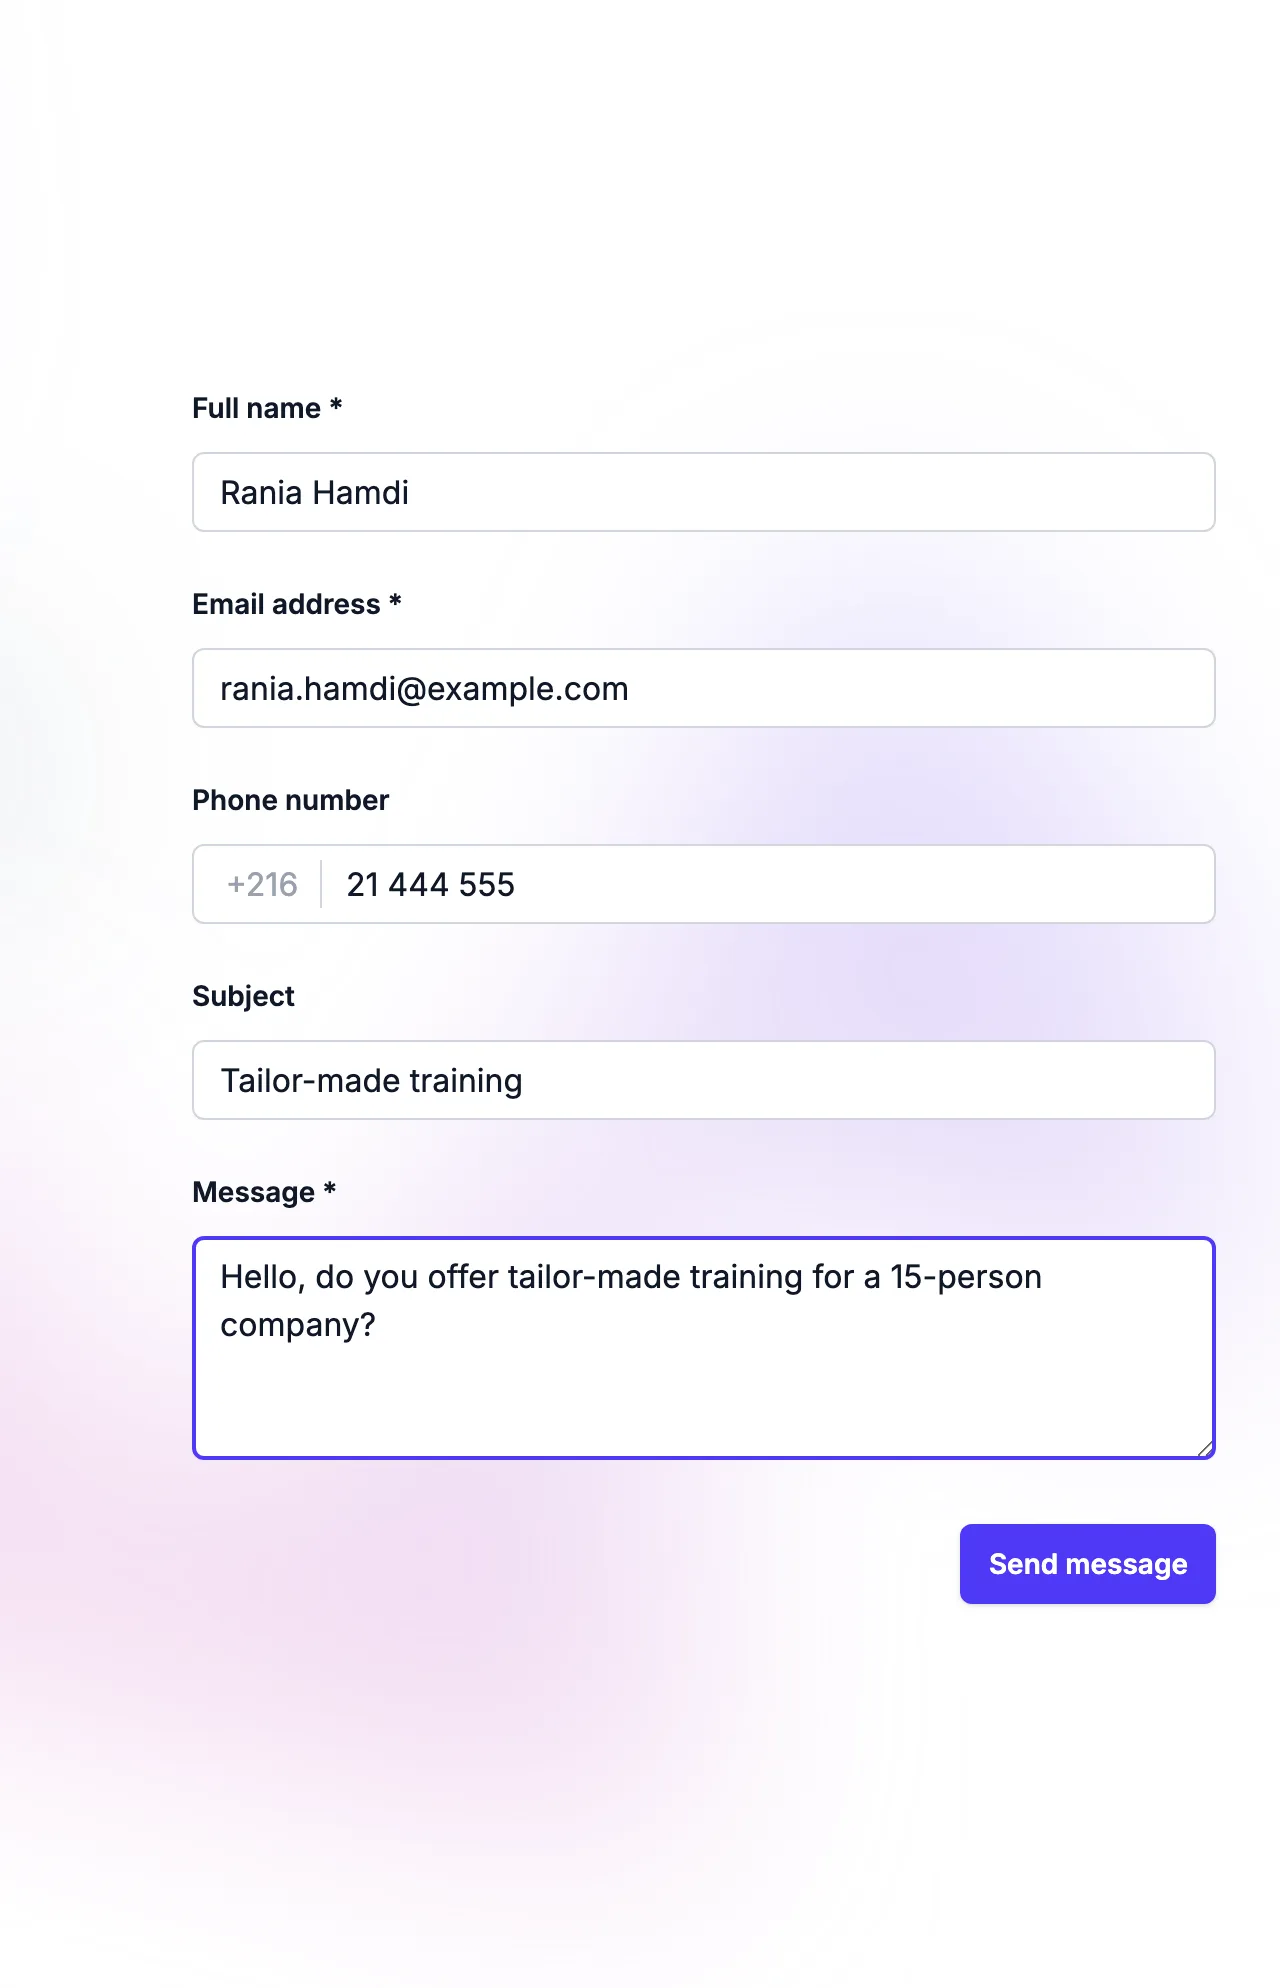 Full name *
Rania Hamdi
Email address *
rania.hamdi@example.com
Phone number
+216 21 444 555
Subject
Tailor-made training
Message *
Hello, do you offer tailor-made training for a 15-person
company?
Send message